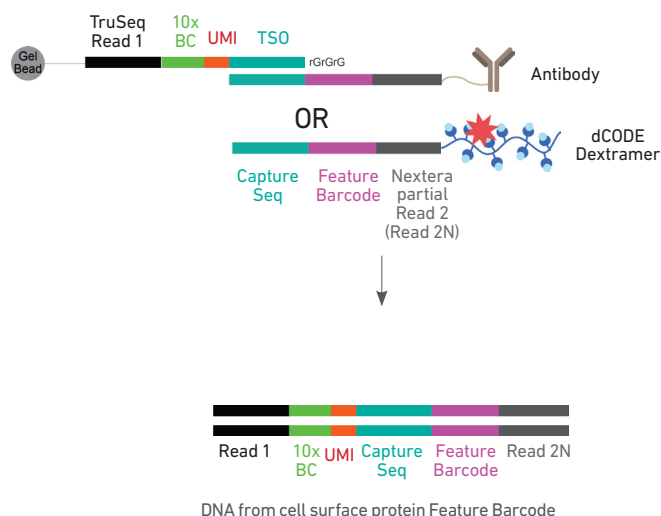 TruSeq
Read 1
10x
BC
UMI
TSO
Gel
Bead
rGrGrG
Antibody
OR
dCODE
Dextramer
Capture
Seq
Feature
Barcode
Nextera
partial
Read 2
(Read 2N)
Read 1
10x
BC
UMI
Capture
Seq
Feature
Barcode
Read 2N
DNA from cell surface protein Feature Barcode